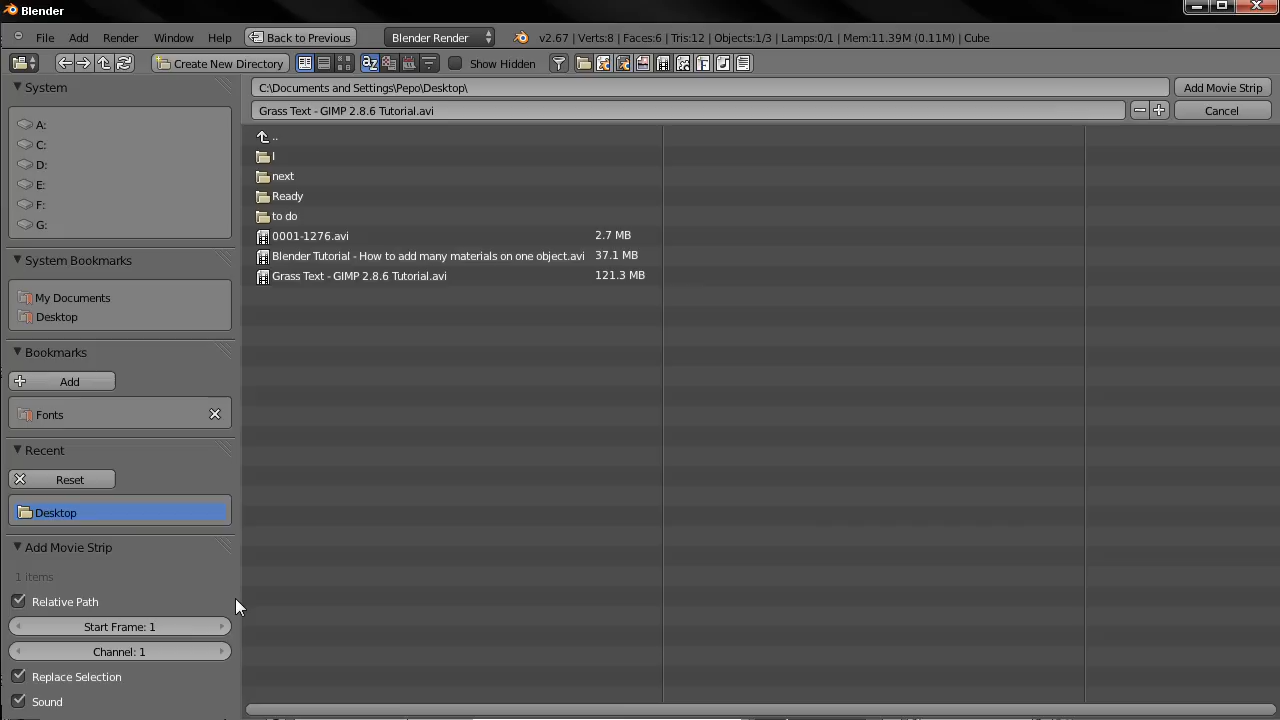 Blender
File Add Render Window Help Back to Previous Blender Render v2.67 | Verts:8 | Faces:6 | Tris:12 | Objects:1/3 | Lamps:0/1 | Mem:11.39M (0.11M) | Cube
Create New Directory Show Hidden
System
A:
C:
D:
E:
F:
G:
System Bookmarks
My Documents
Desktop
Bookmarks
Add
Fonts
Recent
Reset
Desktop
Add Movie Strip
1 items
Relative Path
Start Frame: 1
Channel: 1
Replace Selection
Sound
C:\Documents and Settings\Pepo\Desktop\ Add Movie Strip
Grass Text - GIMP 2.8.6 Tutorial.avi Cancel
..
I
next
Ready
to do
0001-1276.avi 2.7 MB
Blender Tutorial - How to add many materials on one object.avi 37.1 MB
Grass Text - GIMP 2.8.6 Tutorial.avi 121.3 MB